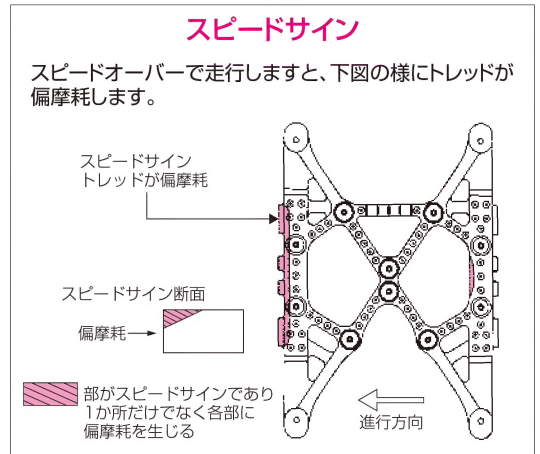 スピードサイン
スピードオーバーで走行しますと、下図の様にトレッドが
偏摩耗します。
スピードサイン
トレッドが偏摩耗
スピードサイン断面
偏摩耗
部がスピードサインであり
1か所だけでなく各部に
偏摩耗を生じる
進行方向